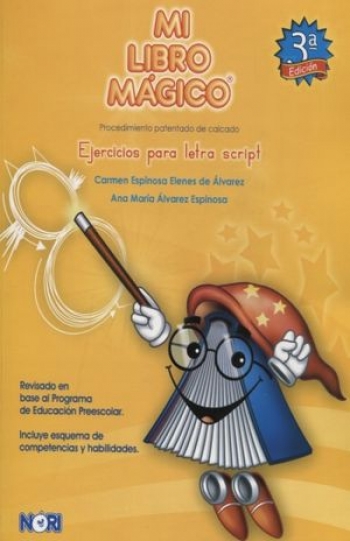 MI
LIBRO
MÁGICO®
3ª
Edición
Procedimiento patentado de calcado
Ejercicios para letra script
Carmen Espinosa Elenes de Álvarez
Ana María Álvarez Espinosa
Revisado en
base al Programa
de Educación Preescolar.
Incluye esquema de
competencias y habilidades.
NORI